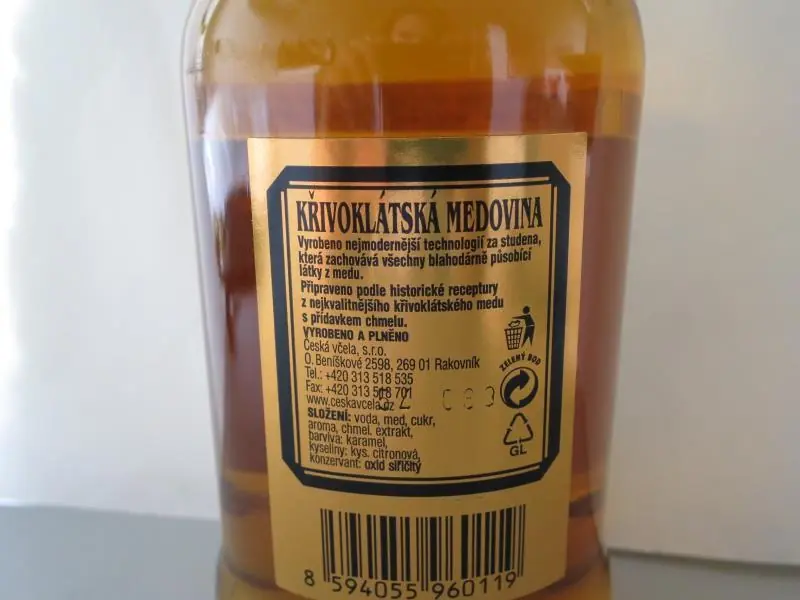 KŘIVOKLÁTSKÁ MEDOVINA
Vyrobeno nejmodernější technologií za studena,
která zachovává všechny blahodárně působící
látky z medu.
Připraveno podle historické receptury
z nejkvalitnějšího křivoklátského medu
s přídavkem chmelu.
VYROBENO A PLNĚNO
Česká včela, s.r.o.
O. Beníškové 2598, 269 01 Rakovník
Tel.: +420 313 518 535
Fax: +420 313 518 701
www.ceskavcela.cz
SLOŽENÍ: voda, med, cukr,
aroma, chmel. extrakt,
barviva: karamel,
kyseliny: kys. citronová,
konzervant: oxid siřičitý
ZELENÝ BOD
GL
8 594055 960119